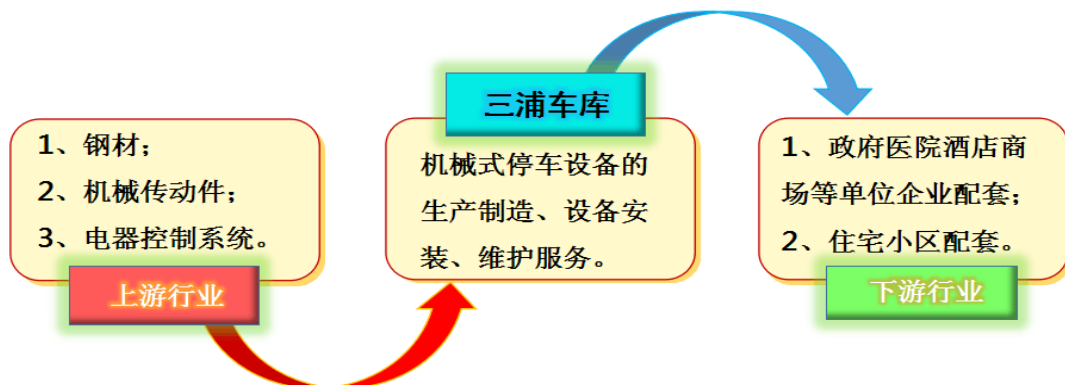 1、钢材；
2、机械传动件；
3、电器控制系统。
上游行业
三浦车库
机械式停车设备的
生产制造、设备安
装、维护服务。
1、政府医院酒店商
场等单位企业配套；
2、住宅小区配套。
下游行业